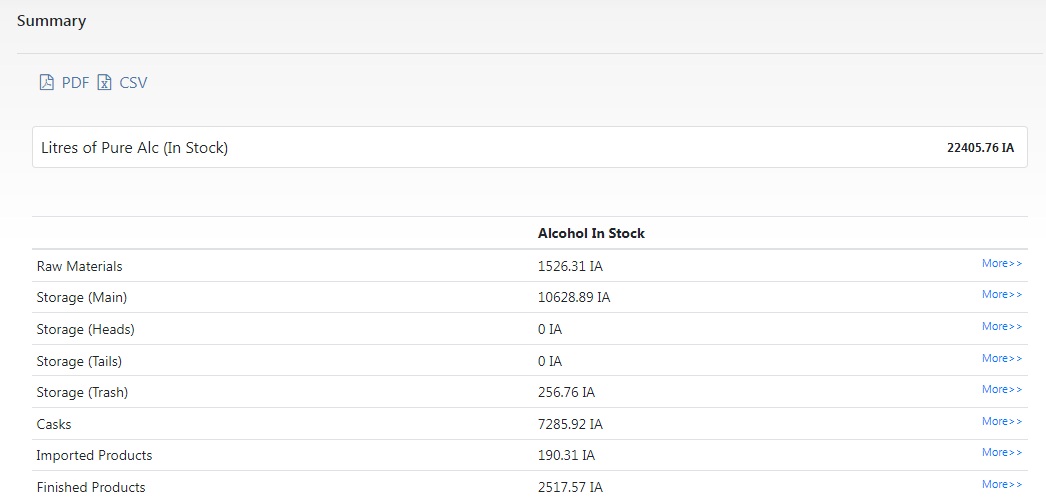 Summary
PDF CSV
Litres of Pure Alc (In Stock) 22405.76 IA
Alcohol In Stock
Raw Materials 1526.31 IA More>>
Storage (Main) 10628.89 IA More>>
Storage (Heads) 0 IA More>>
Storage (Tails) 0 IA More>>
Storage (Trash) 256.76 IA More>>
Casks 7285.92 IA More>>
Imported Products 190.31 IA More>>
Finished Products 2517.57 IA More>>